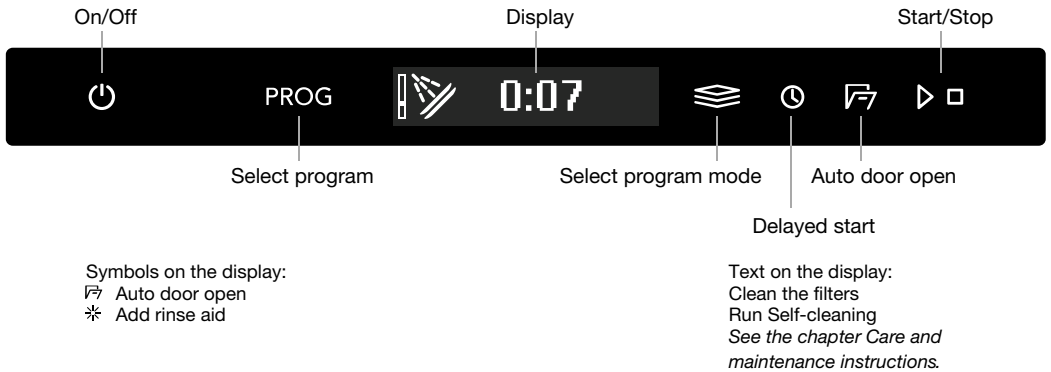 On/Off
Display
Start/Stop
PROG
0:07
Select program
Select program mode
Auto door open
Delayed start
Symbols on the display:
Auto door open
Add rinse aid
Text on the display:
Clean the filters
Run Self-cleaning
See the chapter Care and
maintenance instructions.